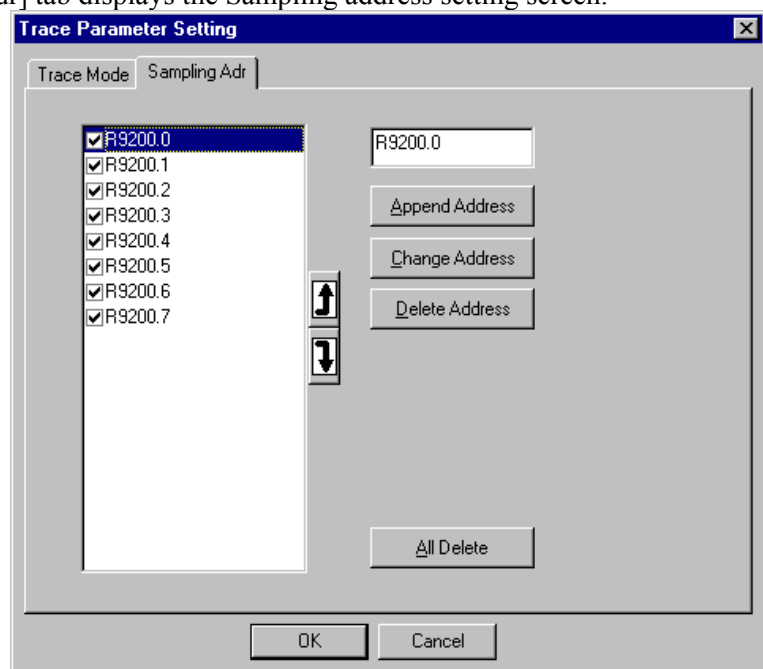 dr] tab displays the Sampling address setting screen.
Trace Parameter Setting
Trace Mode
Sampling Adr
R9200.0
R9200.1
R9200.2
R9200.3
R9200.4
R9200.5
R9200.6
R9200.7
R9200.0
Append Address
Change Address
Delete Address
All Delete
OK
Cancel